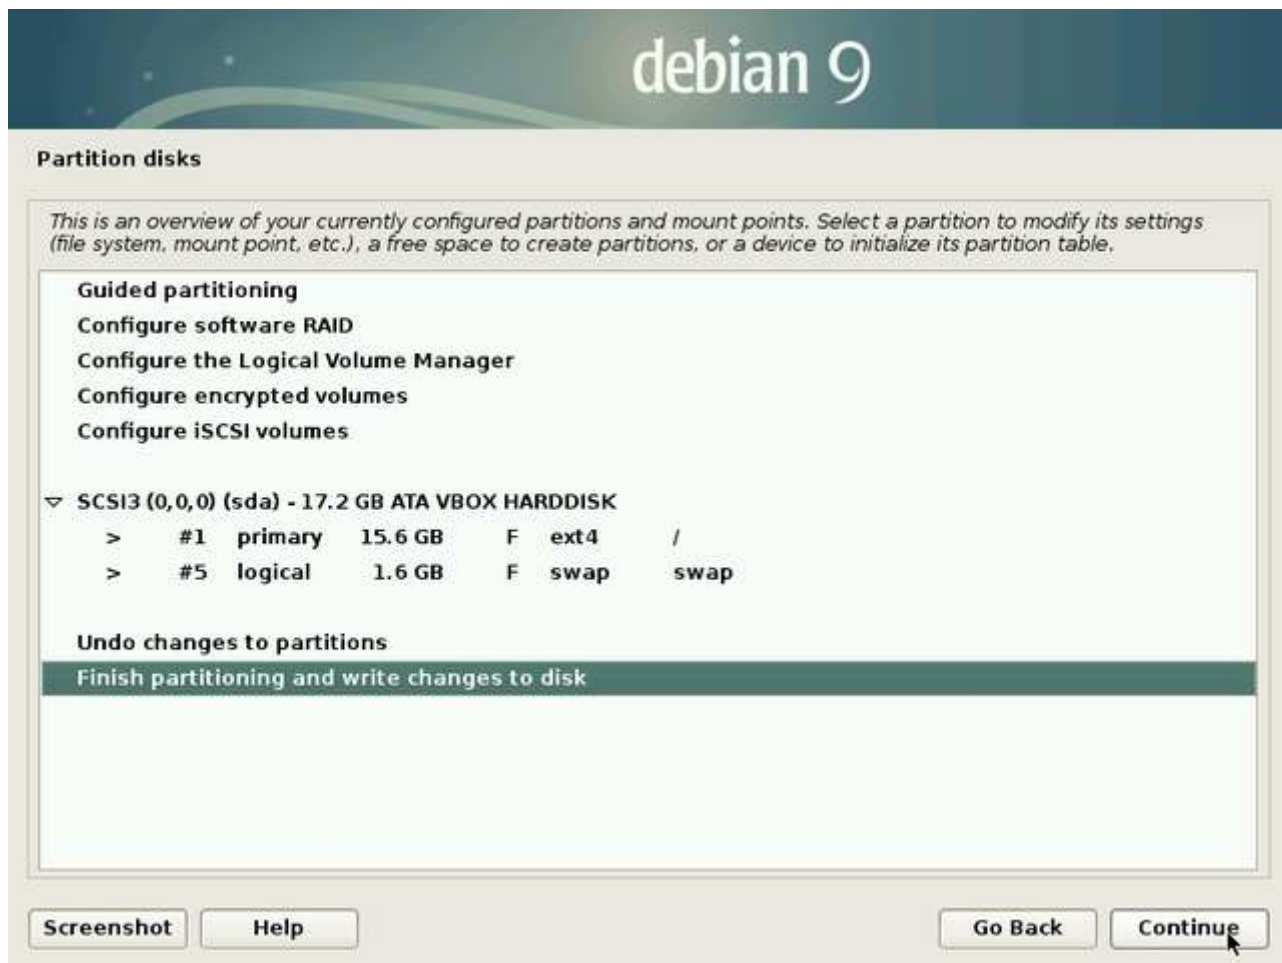 debian 9
Partition disks
This is an overview of your currently configured partitions and mount points. Select a partition to modify its settings
(file system, mount point, etc.), a free space to create partitions, or a device to initialize its partition table.
Guided partitioning
Configure software RAID
Configure the Logical Volume Manager
Configure encrypted volumes
Configure iSCSI volumes
SCSI3 (0,0,0) (sda) - 17.2 GB ATA VBOX HARDDISK
> #1 primary 15.6 GB F ext4 /
> #5 logical 1.6 GB F swap swap
Undo changes to partitions
Finish partitioning and write changes to disk
Screenshot Help Go Back Continue